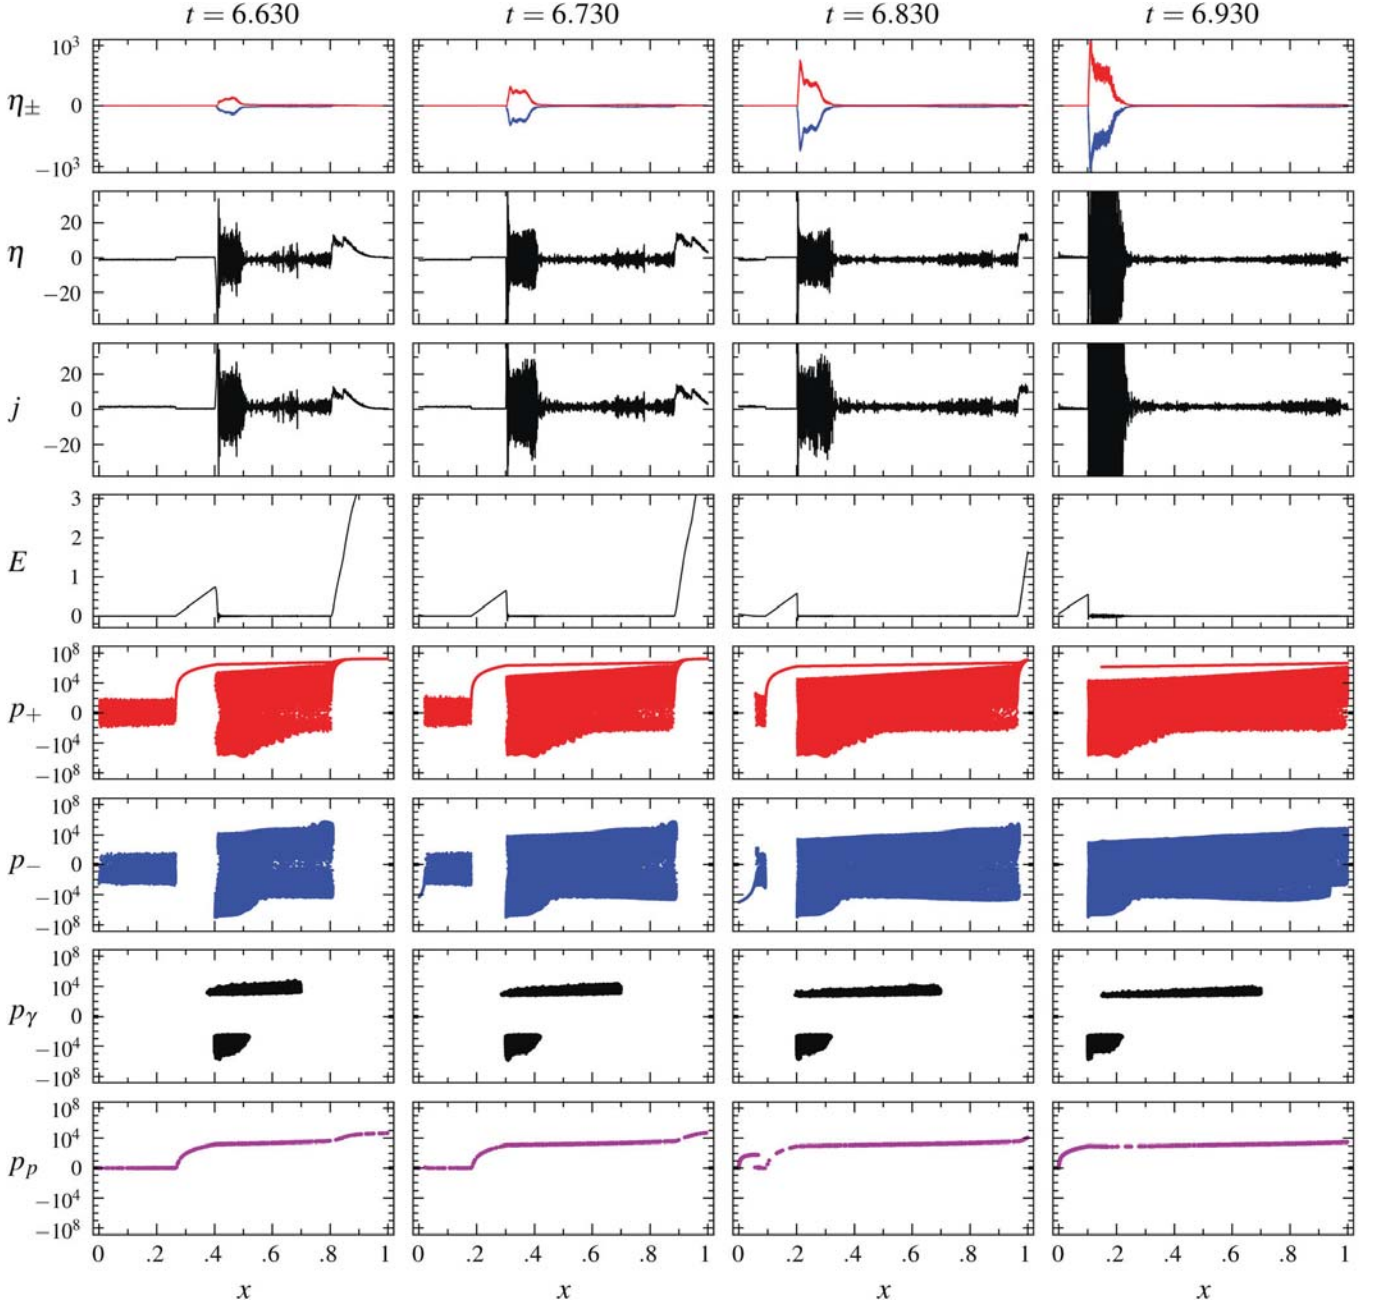 t = 6.630 t = 6.730 t = 6.830 t = 6.930
10³
η± 0
−10³
20
η 0
−20
20
j 0
−20
3
2
E
1
0
10⁸
10⁴
p₊ 0
−10⁴
−10⁸
10⁸
10⁴
p₋ 0
−10⁴
−10⁸
10⁸
10⁴
pᵧ 0
−10⁴
−10⁸
10⁸
10⁴
pₚ 0
−10⁴
−10⁸
0 .2 .4 .6 .8 1 0 .2 .4 .6 .8 1 0 .2 .4 .6 .8 1 0 .2 .4 .6 .8 1
x x x x